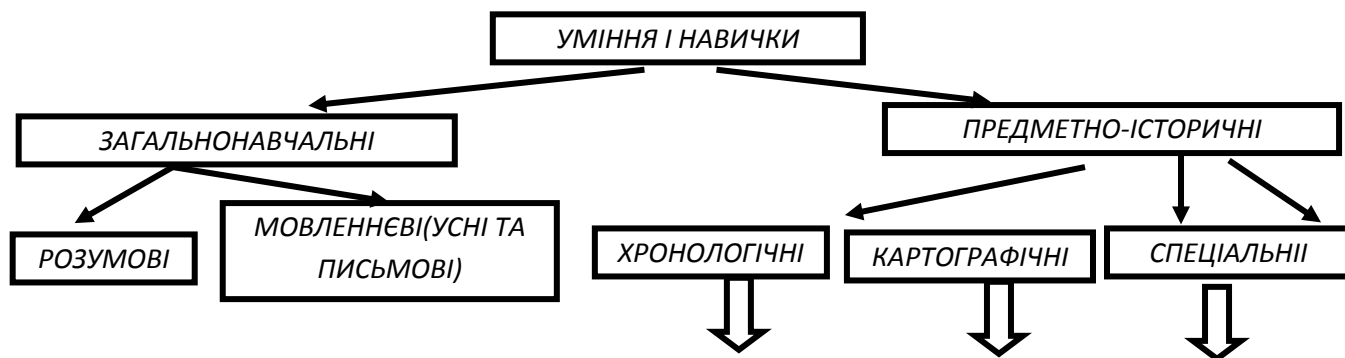 УМІННЯ І НАВИЧКИ
ЗАГАЛЬНОНАВЧАЛЬНІ
ПРЕДМЕТНО-ІСТОРИЧНІ
РОЗУМОВІ
МОВЛЕННЄВІ(УСНІ ТА
ПИСЬМОВІ)
ХРОНОЛОГІЧНІ
КАРТОГРАФІЧНІ
СПЕЦІАЛЬНІІ